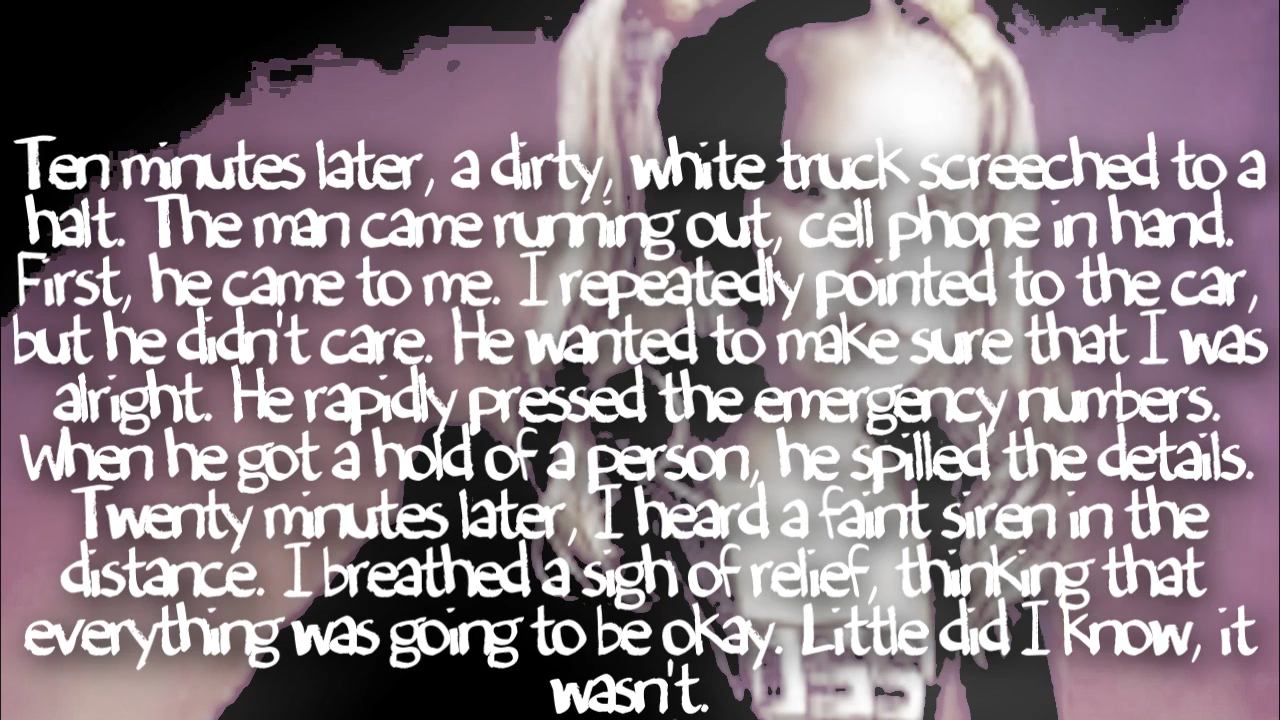 Ten minutes later, a dirty, white truck screeched to a
halt. The man came running out, cell phone in hand.
First, he came to me. I repeatedly pointed to the car,
but he didn't care. He wanted to make sure that I was
alright. He rapidly pressed the emergency numbers.
When he got a hold of a person, he spilled the details.
Twenty minutes later, I heard a faint siren in the
distance. I breathed a sigh of relief, thinking that
everything was going to be okay. Little did I know, it
wasn't.